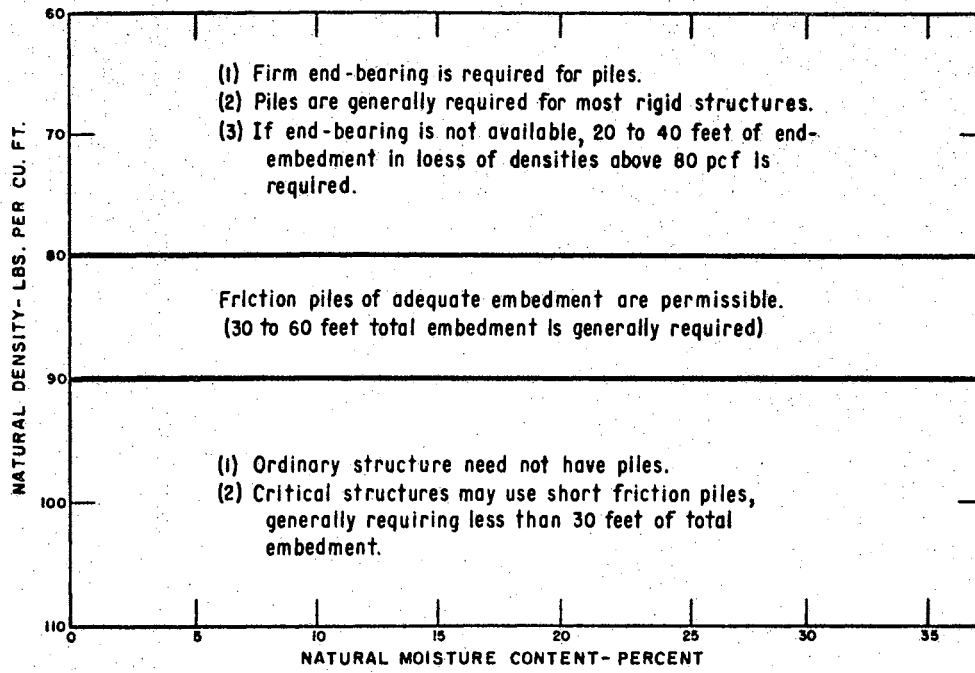 60
(1) Firm end-bearing is required for piles.
(2) Piles are generally required for most rigid structures.
(3) If end-bearing is not available, 20 to 40 feet of end-
embedment in loess of densities above 80 pcf is
required.
70
80
Friction piles of adequate embedment are permissible.
(30 to 60 feet total embedment is generally required)
90
(1) Ordinary structure need not have piles.
(2) Critical structures may use short friction piles,
generally requiring less than 30 feet of total
embedment.
100
110
0 5 10 15 20 25 30 35
NATURAL MOISTURE CONTENT- PERCENT
NATURAL DENSITY- LBS. PER CU. FT.